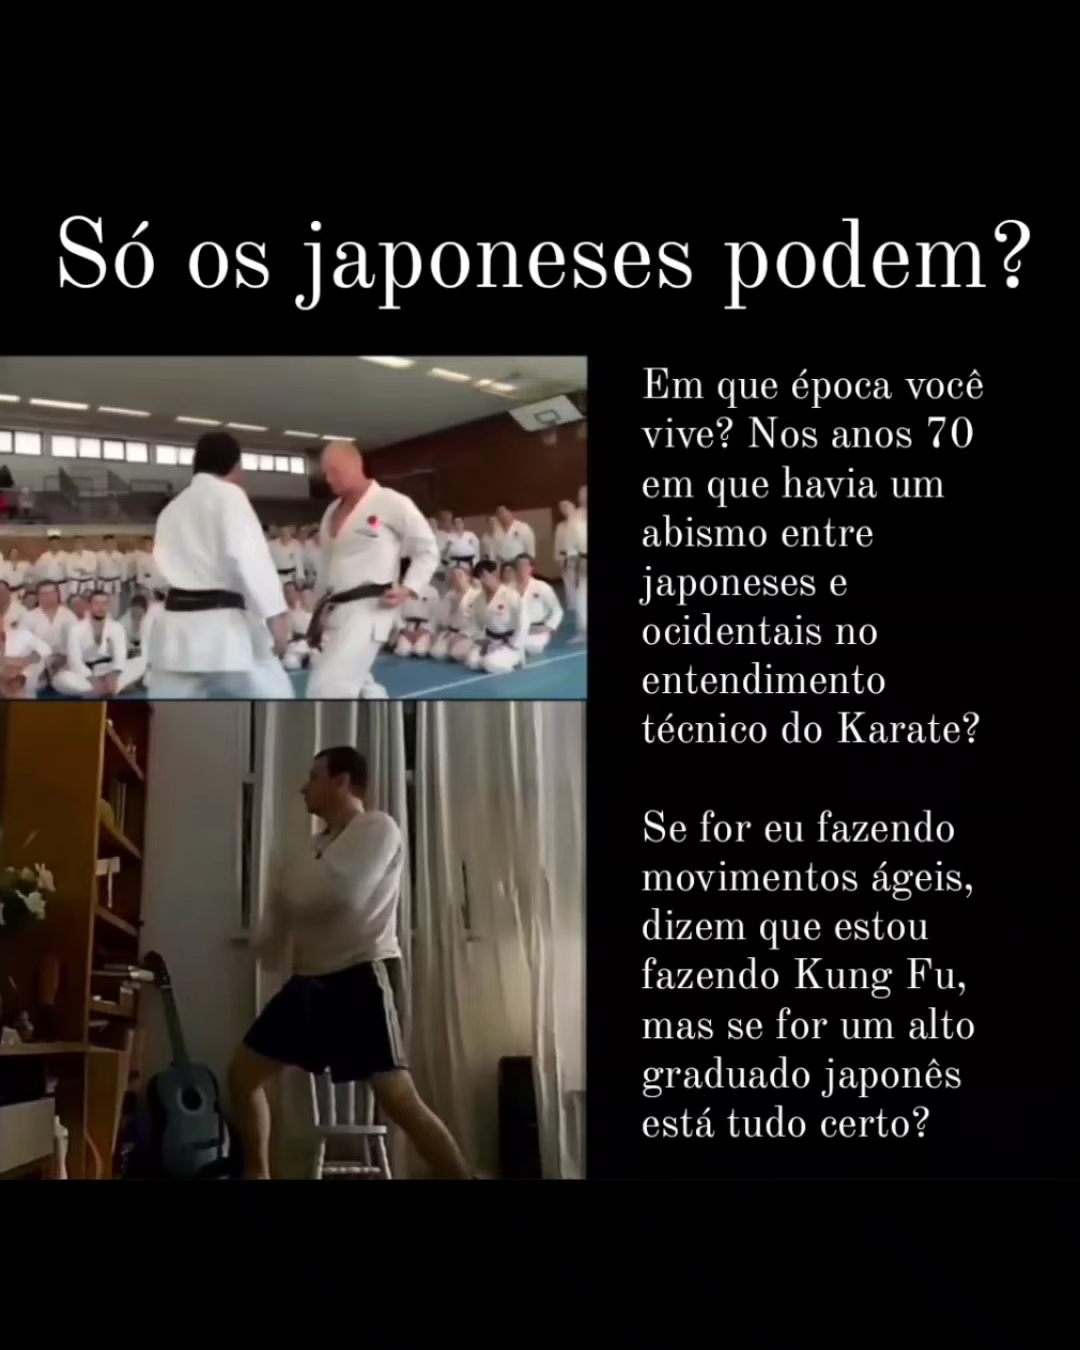 Só os japoneses podem?
Em que época você
vive? Nos anos 70
em que havia um
abismo entre
japoneses e
ocidentais no
entendimento
técnico do Karate?
Se for eu fazendo
movimentos ágeis,
dizem que estou
fazendo Kung Fu,
mas se for um alto
graduado japonês
está tudo certo?